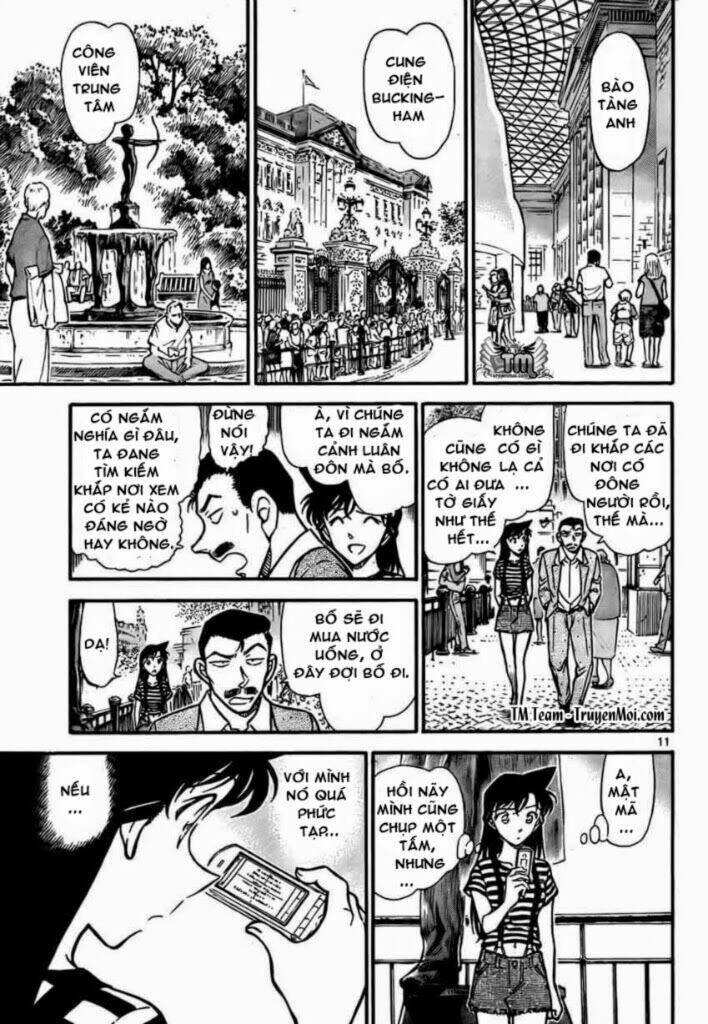 BẢO
TÀNG
ANH
CUNG
ĐIỆN
BUCKING-
HAM
CÔNG
VIÊN
TRUNG
TÂM
TM
CHÚNG TA ĐÃ
ĐI KHẮP CÁC
NƠI CÓ
ĐÔNG
NGƯỜI RỒI,
THẾ MÀ...
KHÔNG
CÓ GÌ
LẠ CẢ
...
CŨNG
KHÔNG
CÓ AI ĐƯA
TỜ GIẤY
NHƯ THẾ
HẾT...
À, VÌ CHÚNG
TA ĐI NGẮM
CẢNH LUÂN
ĐÔN MÀ BỐ.
ĐỪNG
NÓI
VẬY!
CÓ NGẮM
NGHÍA GÌ ĐÂU,
TA ĐANG
TÌM KIẾM
KHẮP NƠI XEM
CÓ KẺ NÀO
ĐÁNG NGỜ
HAY KHÔNG.
BỐ SẼ ĐI
MUA NƯỚC
UỐNG, Ở
ĐÂY ĐỢI BỐ ĐI.
DẠ!
TM Team - TruyenMoi.com
11
A,
MẬT
MÃ
...
HỒI NÃY
MÌNH CŨNG
CHỤP MỘT
TẤM,
NHƯNG
...
VỚI MÌNH
NÓ QUÁ
PHỨC
TẠP...
NẾU
...